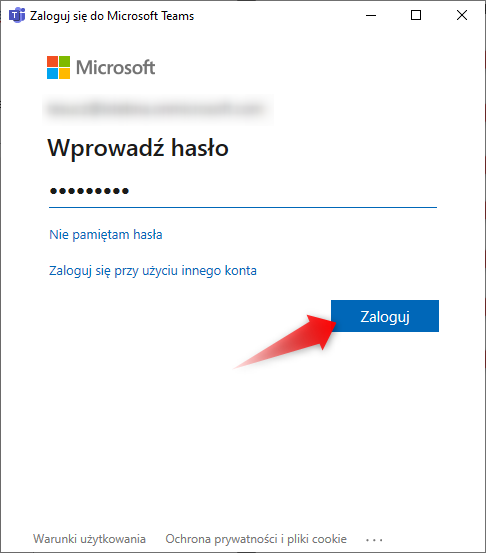 Zaloguj się do Microsoft Teams
Microsoft
Wprowadź hasło
•••••••••
Nie pamiętam hasła
Zaloguj się przy użyciu innego konta
Zaloguj
Warunki użytkowania Ochrona prywatności i pliki cookie ...